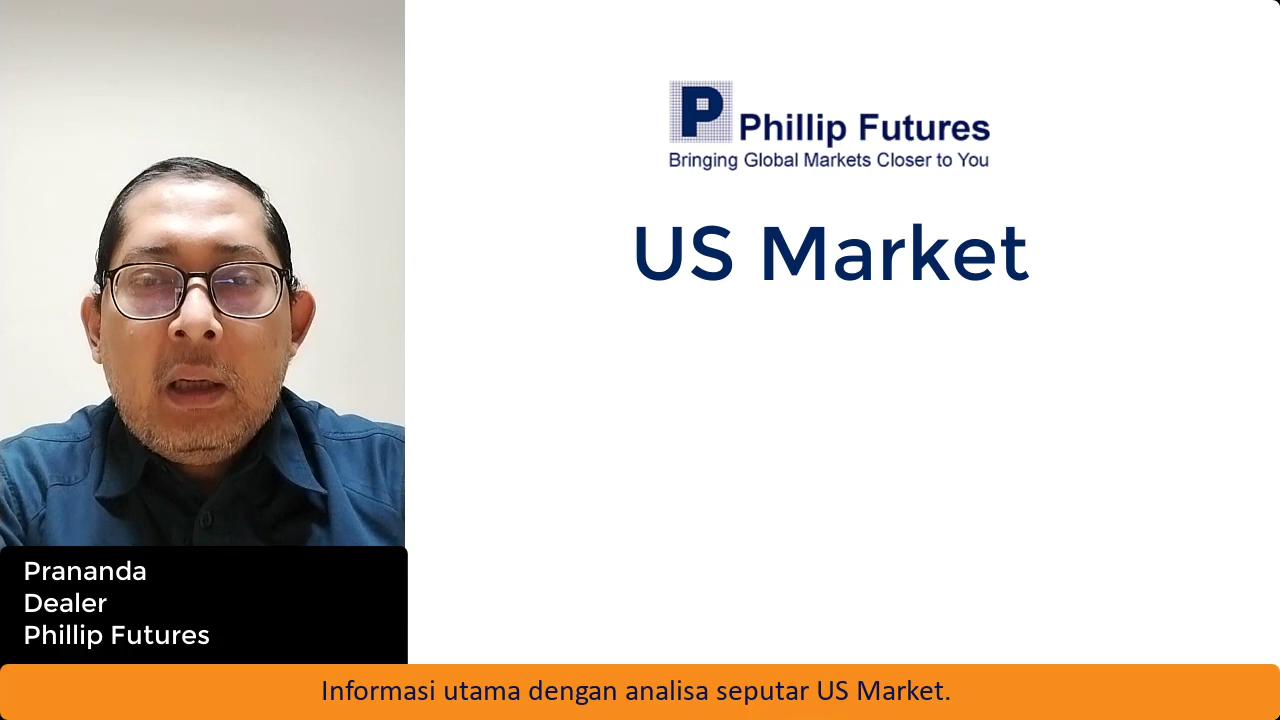 P Phillip Futures
Bringing Global Markets Closer to You
US Market
Prananda
Dealer
Phillip Futures
Informasi utama dengan analisa seputar US Market.